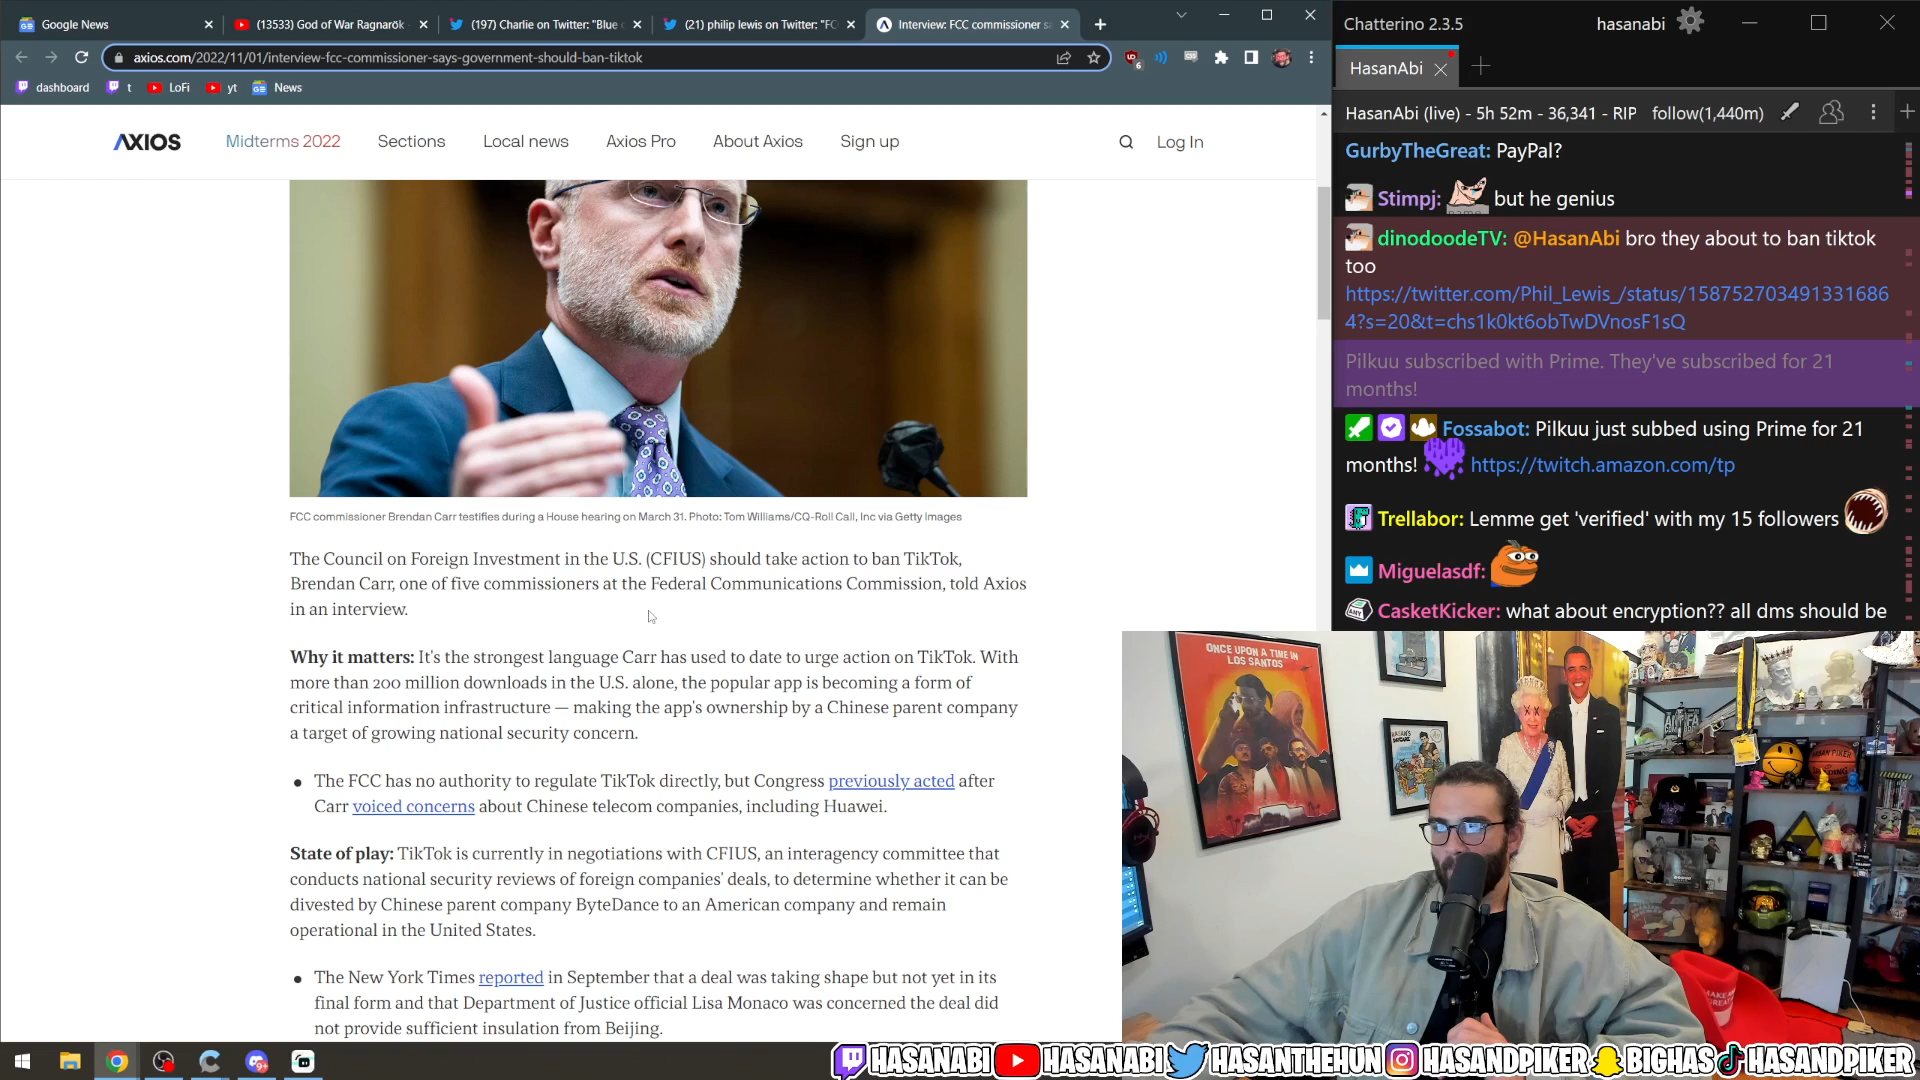 Google News
(13533) God of War Ragnarök
(197) Charlie on Twitter: "Blue
(21) philip lewis on Twitter: "FC
Interview: FCC commissioner s
axios.com/2022/11/01/interview-fcc-commissioner-says-government-should-ban-tiktok
6
dashboard
t
LoFi
yt
News
AXIOS
Midterms 2022
Sections
Local news
Axios Pro
About Axios
Sign up
Log In
FCC commissioner Brendan Carr testifies during a House hearing on March 31. Photo: Tom Williams/CQ-Roll Call, Inc via Getty Images
The Council on Foreign Investment in the U.S. (CFIUS) should take action to ban TikTok,
Brendan Carr, one of five commissioners at the Federal Communications Commission, told Axios
in an interview.
Why it matters: It's the strongest language Carr has used to date to urge action on TikTok. With
more than 200 million downloads in the U.S. alone, the popular app is becoming a form of
critical information infrastructure — making the app's ownership by a Chinese parent company
a target of growing national security concern.
The FCC has no authority to regulate TikTok directly, but Congress previously acted after
Carr voiced concerns about Chinese telecom companies, including Huawei.
State of play: TikTok is currently in negotiations with CFIUS, an interagency committee that
conducts national security reviews of foreign companies' deals, to determine whether it can be
divested by Chinese parent company ByteDance to an American company and remain
operational in the United States.
The New York Times reported in September that a deal was taking shape but not yet in its
final form and that Department of Justice official Lisa Monaco was concerned the deal did
not provide sufficient insulation from Beijing.
Chatterino 2.3.5
hasanabi
HasanAbi
HasanAbi (live) - 5h 52m - 36,341 - RIP
follow(1,440m)
GurbyTheGreat: PayPal?
Stimpj: but he genius
dinodoodeTV: @HasanAbi bro they about to ban tiktok
too
https://twitter.com/Phil_Lewis_/status/158752703491331686
4?s=20&t=chs1k0kt6obTwDVnosF1sQ
Pilkuu subscribed with Prime. They've subscribed for 21
months!
Fossabot: Pilkuu just subbed using Prime for 21
months! https://twitch.amazon.com/tp
Trellabor: Lemme get 'verified' with my 15 followers
Miguelasdf:
CasketKicker: what about encryption?? all dms should be
ONCE UPON A TIME IN
LOS SANTOS
HASANABI
HASANABI
HASANTHEHUN
HASANDPIKER
BIGHAS
HASANDPIKER